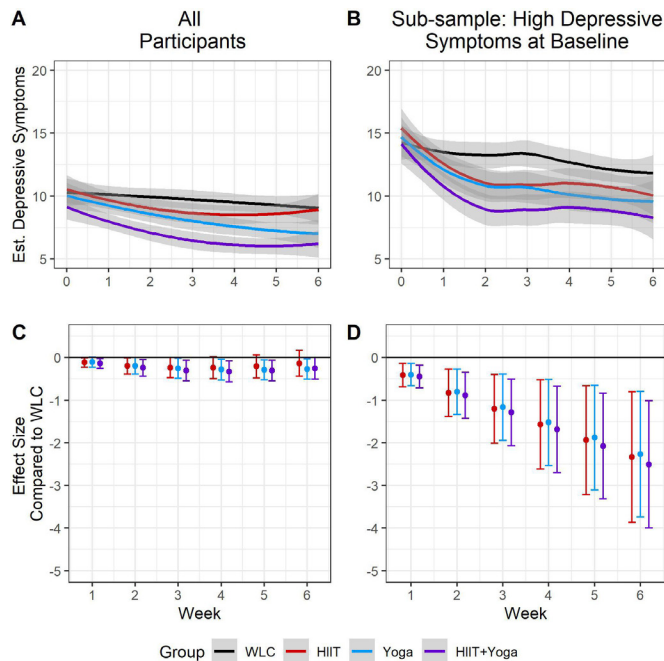 A
All
Participants
B
Sub-sample: High Depressive
Symptoms at Baseline
Est. Depressive Symptoms
20
15
10
5
0 1 2 3 4 5 6
20
15
10
5
0 1 2 3 4 5 6
C
Effect Size
Compared to WLC
0
-1
-2
-3
-4
-5
1 2 3 4 5 6
Week
D
0
-1
-2
-3
-4
-5
1 2 3 4 5 6
Week
Group WLC HIIT Yoga HIIT+Yoga